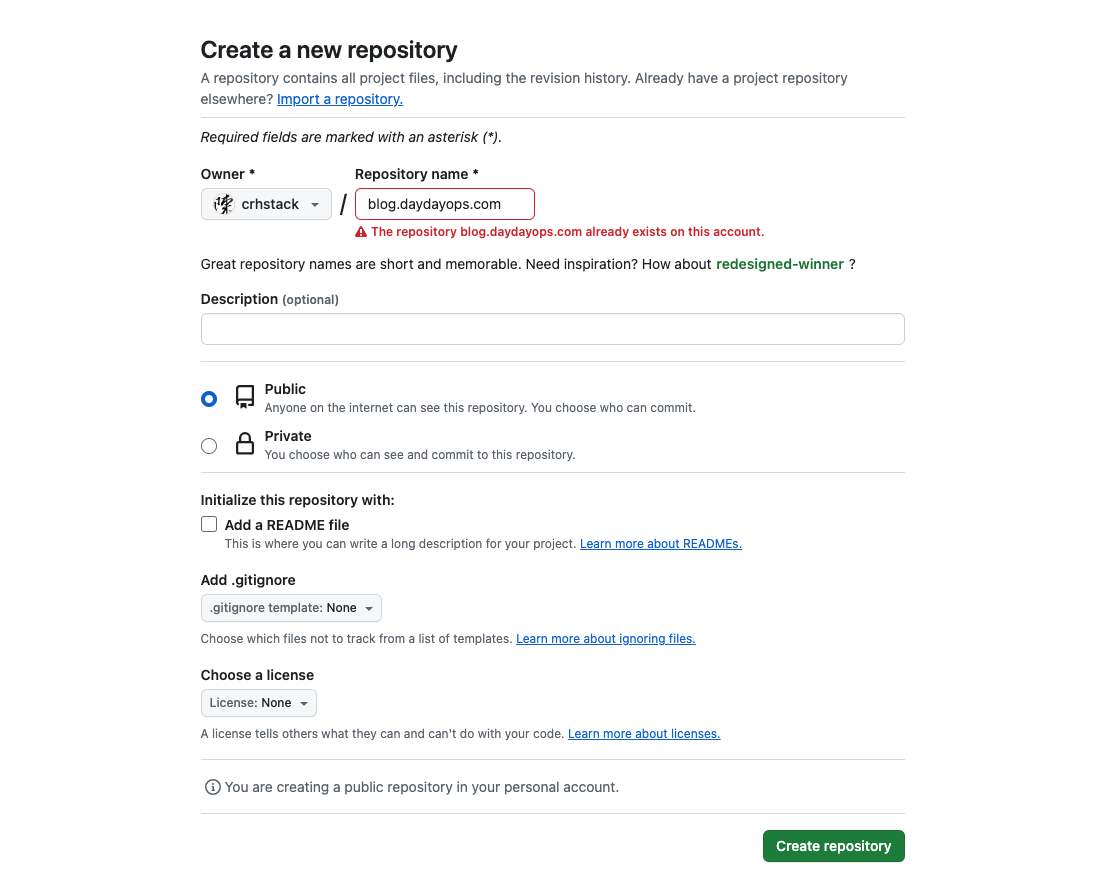 Create a new repository
A repository contains all project files, including the revision history. Already have a project repository
elsewhere? Import a repository.
Required fields are marked with an asterisk (*).
Owner * Repository name *
crhstack / blog.daydayops.com
The repository blog.daydayops.com already exists on this account.
Great repository names are short and memorable. Need inspiration? How about redesigned-winner ?
Description (optional)
Public
Anyone on the internet can see this repository. You choose who can commit.
Private
You choose who can see and commit to this repository.
Initialize this repository with:
Add a README file
This is where you can write a long description for your project. Learn more about READMEs.
Add .gitignore
.gitignore template: None
Choose which files not to track from a list of templates. Learn more about ignoring files.
Choose a license
License: None
A license tells others what they can and can't do with your code. Learn more about licenses.
You are creating a public repository in your personal account.
Create repository